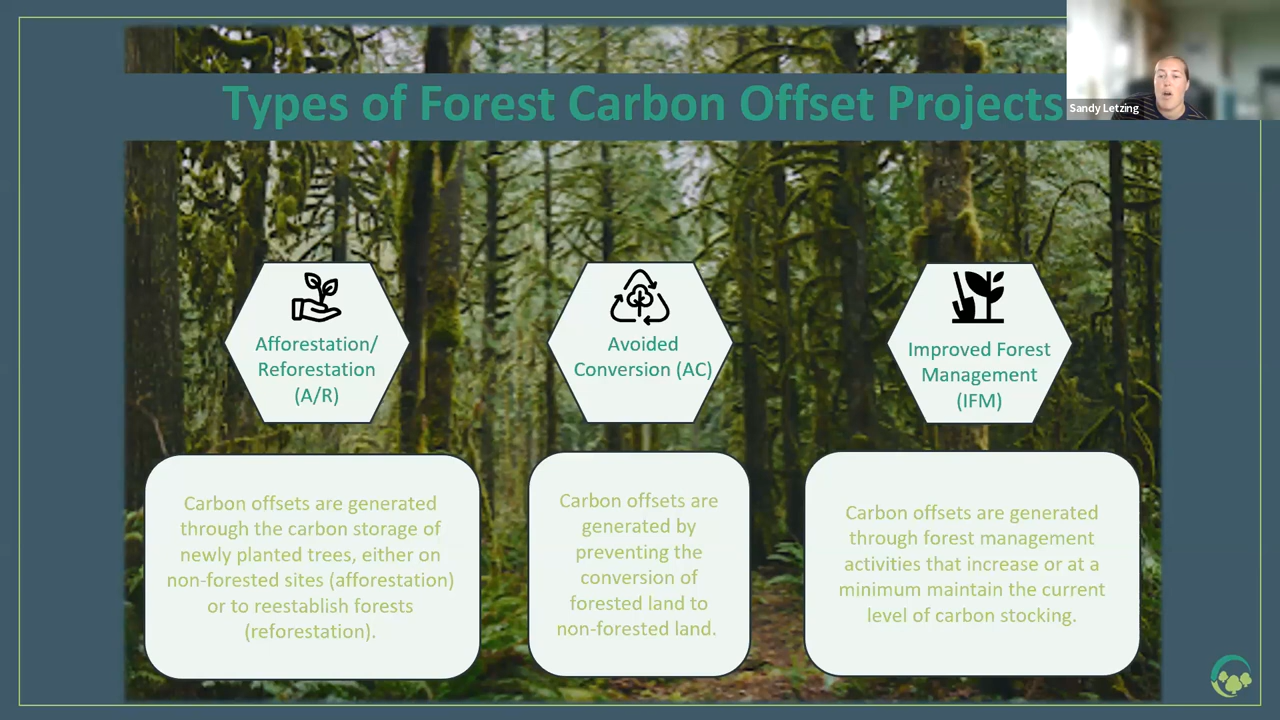 Types of Forest Carbon Offset Projects
Sandy Letzing
Afforestation/
Reforestation
(A/R)
Avoided
Conversion (AC)
Improved Forest
Management
(IFM)
Carbon offsets are generated
through the carbon storage of
newly planted trees, either on
non-forested sites (afforestation)
or to reestablish forests
(reforestation).
Carbon offsets are
generated by
preventing the
conversion of
forested land to
non-forested land.
Carbon offsets are generated
through forest management
activities that increase or at a
minimum maintain the current
level of carbon stocking.